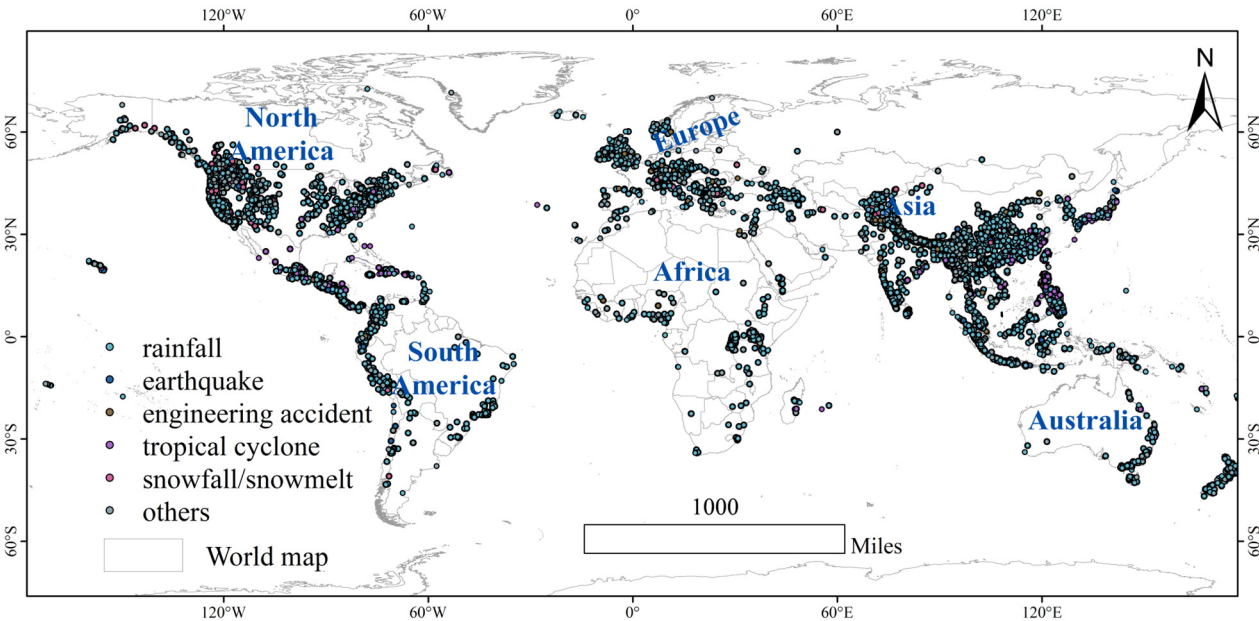 120°W 60°W 0° 60°E 120°E
N
60°N 60°N
North
America
Europe
30°N 30°N
Asia
Africa
0° 0°
South
America
rainfall
earthquake
engineering accident
tropical cyclone
snowfall/snowmelt
others
World map
Australia
30°S 30°S
1000
Miles
60°S 60°S
120°W 60°W 0° 60°E 120°E